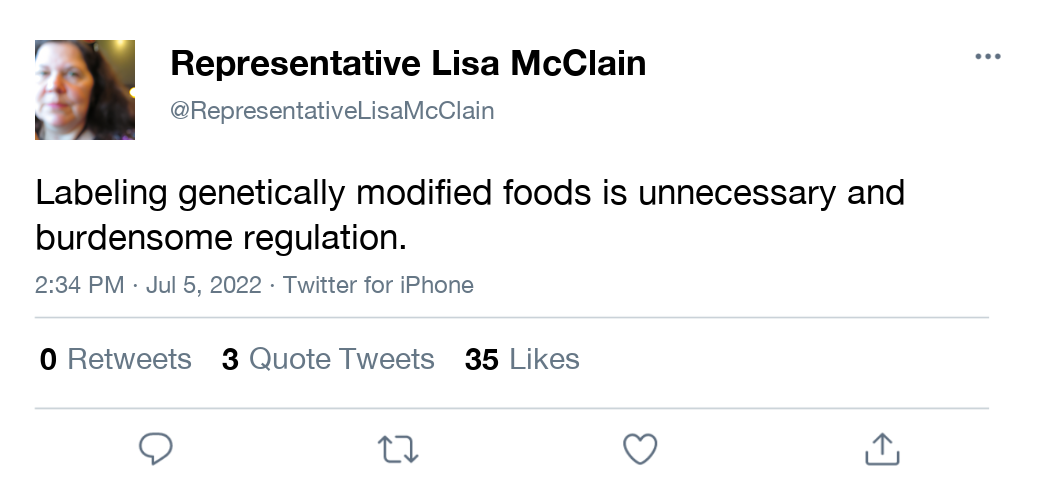 Representative Lisa McClain
@RepresentativeLisaMcClain
Labeling genetically modified foods is unnecessary and
burdensome regulation.
2:34 PM · Jul 5, 2022 · Twitter for iPhone
0 Retweets 3 Quote Tweets 35 Likes